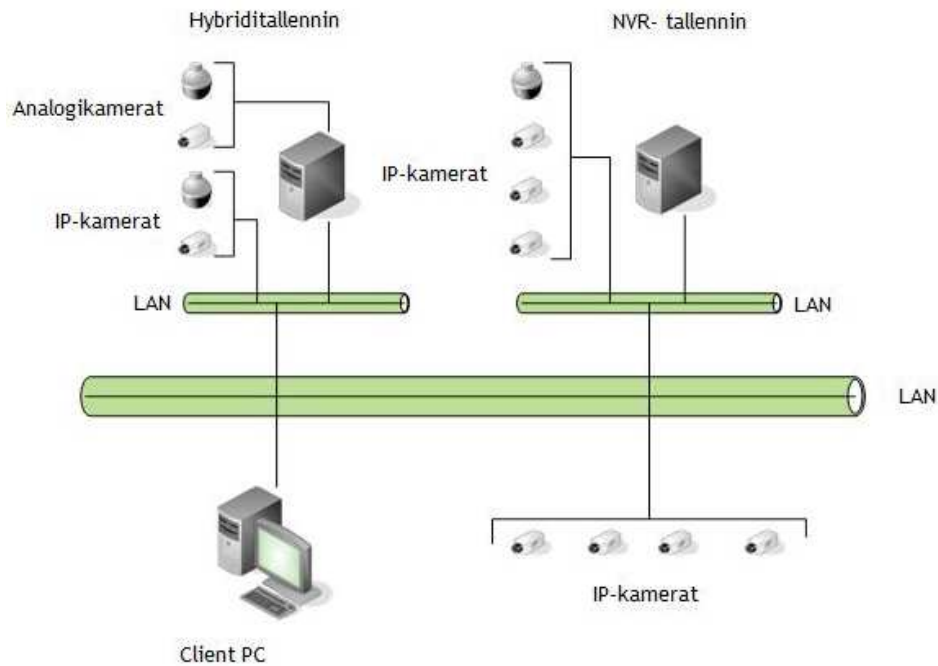 Hybriditallennin
NVR- tallennin
Analogikamerat
IP-kamerat
IP-kamerat
LAN
LAN
LAN
IP-kamerat
Client PC